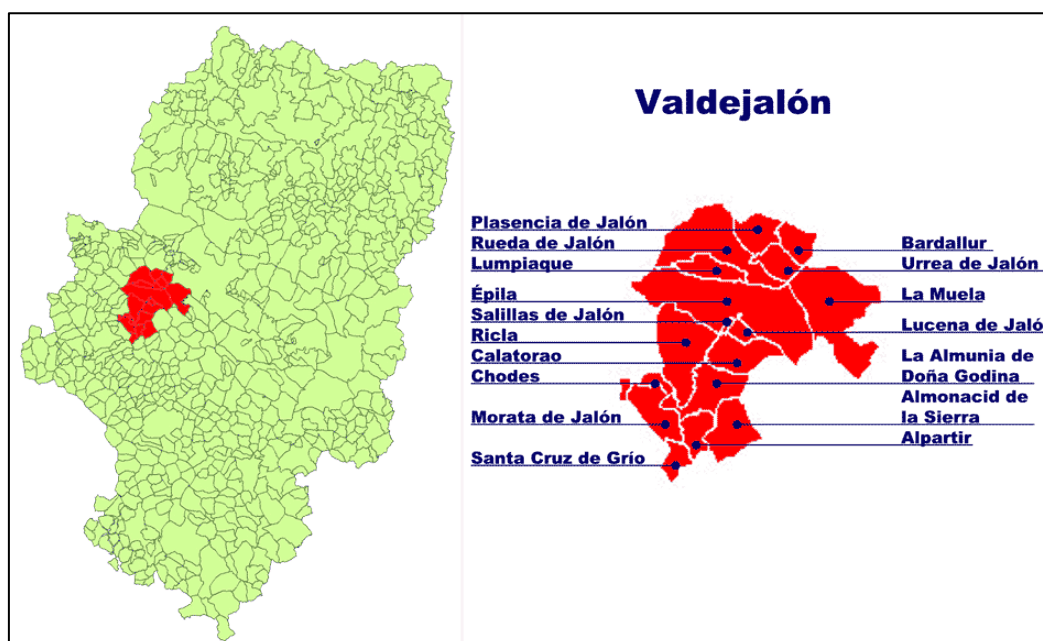 Valdejalón
Plasencia de Jalón
Rueda de Jalón
Lumpiaque
Épila
Salillas de Jalón
Ricla
Calatorao
Chodes
Morata de Jalón
Santa Cruz de Grío
Bardallur
Urrea de Jalón
La Muela
Lucena de Jaló
La Almunia de
Doña Godina
Almonacid de
la Sierra
Alpartir